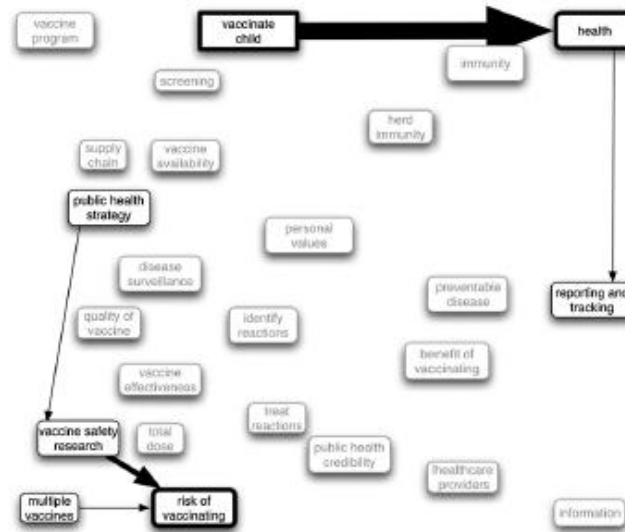 vaccine
program
vaccinate
child
health
immunity
screening
herd
immunity
supply
chain
vaccine
availability
public health
strategy
personal
values
disease
surveillance
preventable
disease
reporting and
tracking
quality of
vaccine
identify
reactions
benefit of
vaccinating
vaccine
effectiveness
treat
reactions
vaccine safety
research
total
dose
public health
credibility
healthcare
providers
multiple
vaccines
risk of
vaccinating
information